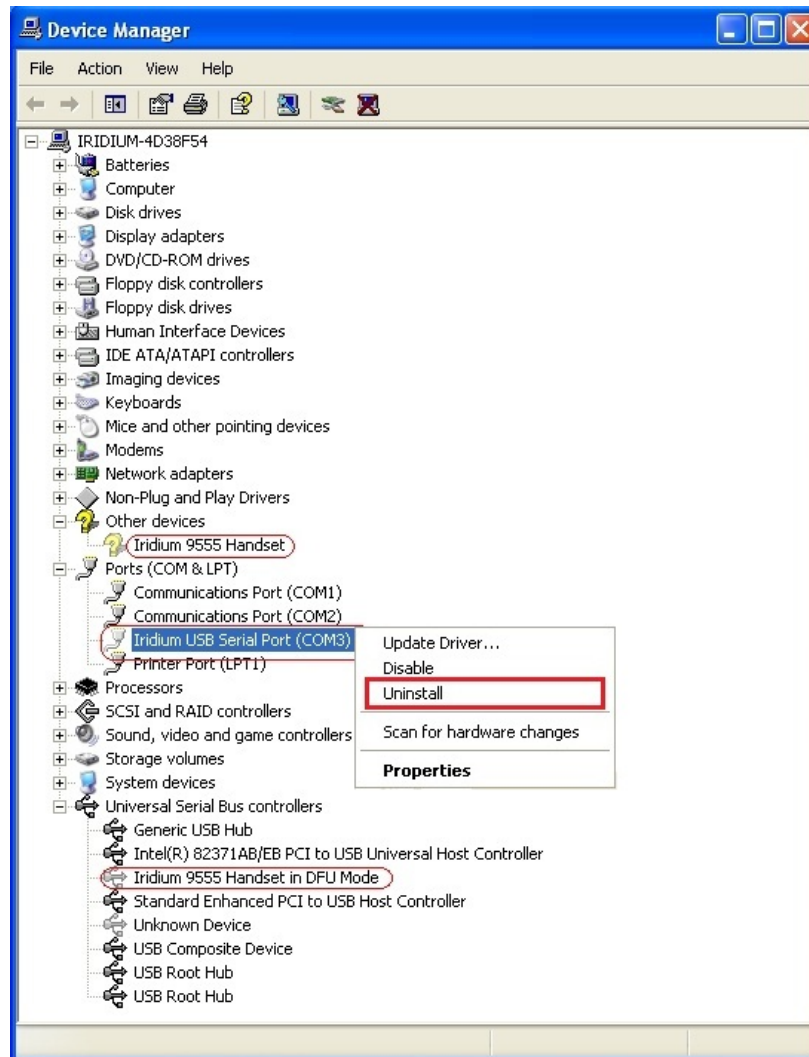 Device Manager
File Action View Help
IRIDIUM-4D38F54
Batteries
Computer
Disk drives
Display adapters
DVD/CD-ROM drives
Floppy disk controllers
Floppy disk drives
Human Interface Devices
IDE ATA/ATAPI controllers
Imaging devices
Keyboards
Mice and other pointing devices
Modems
Network adapters
Non-Plug and Play Drivers
Other devices
Iridium 9555 Handset
Ports (COM & LPT)
Communications Port (COM1)
Communications Port (COM2)
Iridium USB Serial Port (COM3)
Printer Port (LPT1)
Update Driver...
Disable
Uninstall
Scan for hardware changes
Properties
Processors
SCSI and RAID controllers
Sound, video and game controllers
Storage volumes
System devices
Universal Serial Bus controllers
Generic USB Hub
Intel(R) 82371AB/EB PCI to USB Universal Host Controller
Iridium 9555 Handset in DFU Mode
Standard Enhanced PCI to USB Host Controller
Unknown Device
USB Composite Device
USB Root Hub
USB Root Hub